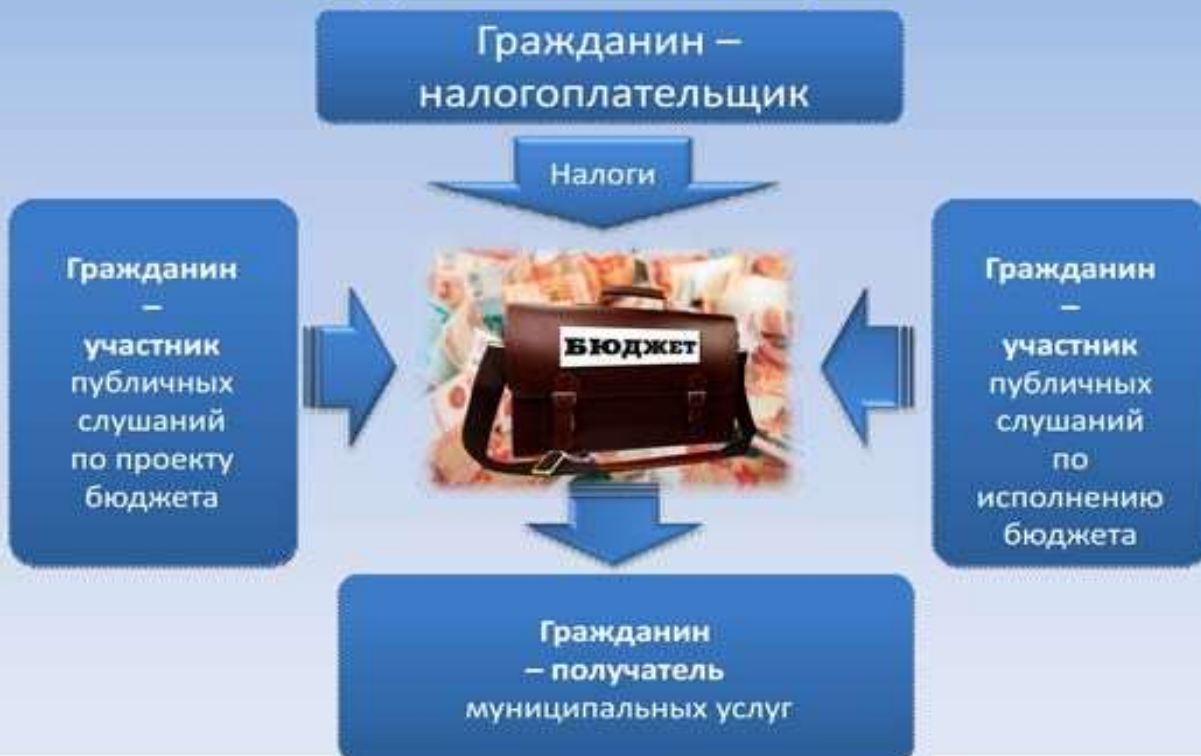 Гражданин –
налогоплательщик
Налоги
Гражданин
–
участник
публичных
слушаний
по проекту
бюджета
БЮДЖЕТ
Гражданин
–
участник
публичных
слушаний
по
исполнению
бюджета
Гражданин
– получатель
муниципальных услуг